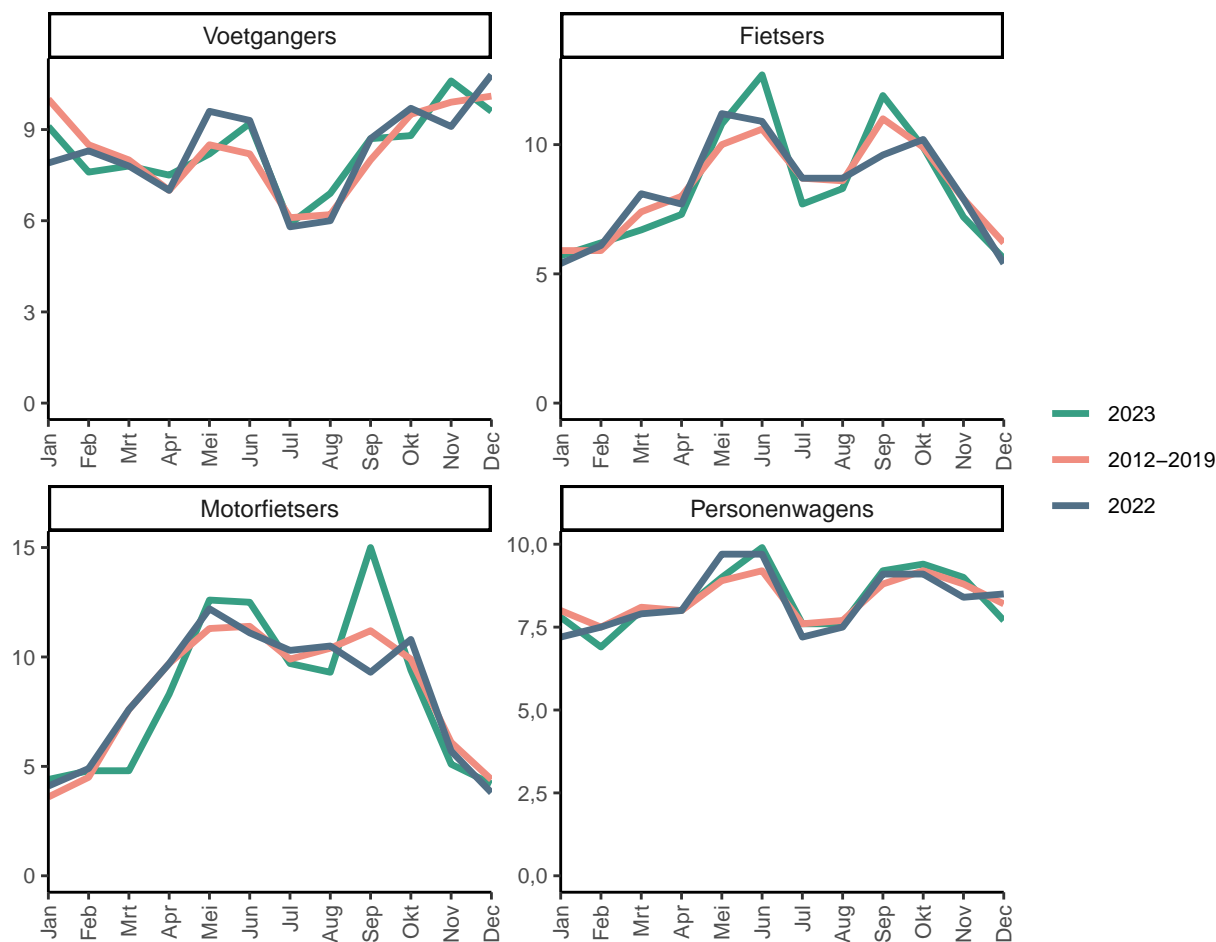 Voetgangers
9
6
3
0
Jan Feb Mrt Apr Mei Jun Jul Aug Sep Okt Nov Dec
Fietsers
10
5
0
Jan Feb Mrt Apr Mei Jun Jul Aug Sep Okt Nov Dec
2023
2012–2019
2022
Motorfietsers
15
10
5
0
Jan Feb Mrt Apr Mei Jun Jul Aug Sep Okt Nov Dec
Personenwagens
10,0
7,5
5,0
2,5
0,0
Jan Feb Mrt Apr Mei Jun Jul Aug Sep Okt Nov Dec